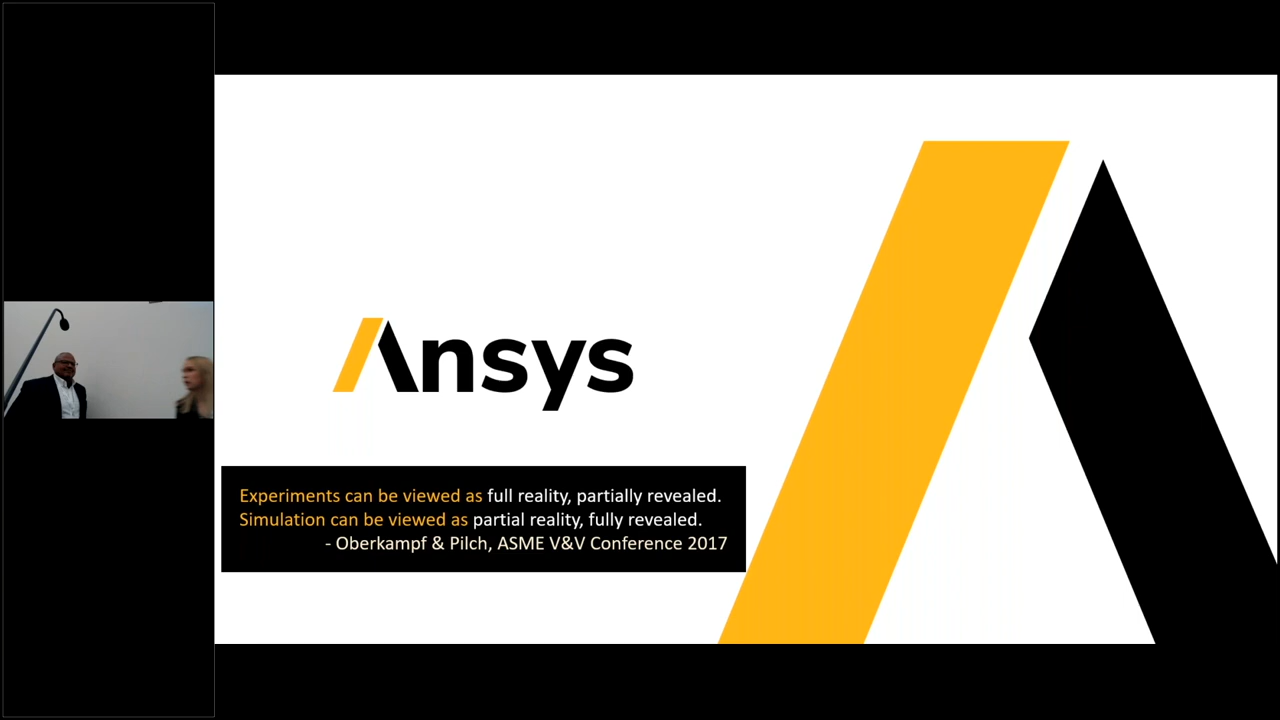 Ansys
Experiments can be viewed as full reality, partially revealed.
Simulation can be viewed as partial reality, fully revealed.
- Oberkampf & Pilch, ASME V&V Conference 2017